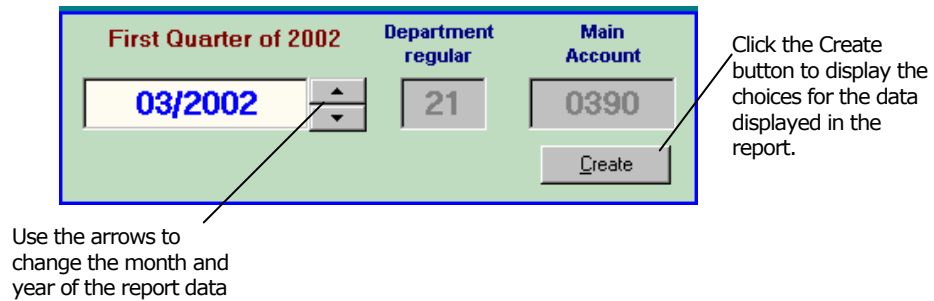 First Quarter of 2002
Department
regular
Main
Account
03/2002
21
0390
Create
Click the Create
button to display the
choices for the data
displayed in the
report.
Use the arrows to
change the month and
year of the report data